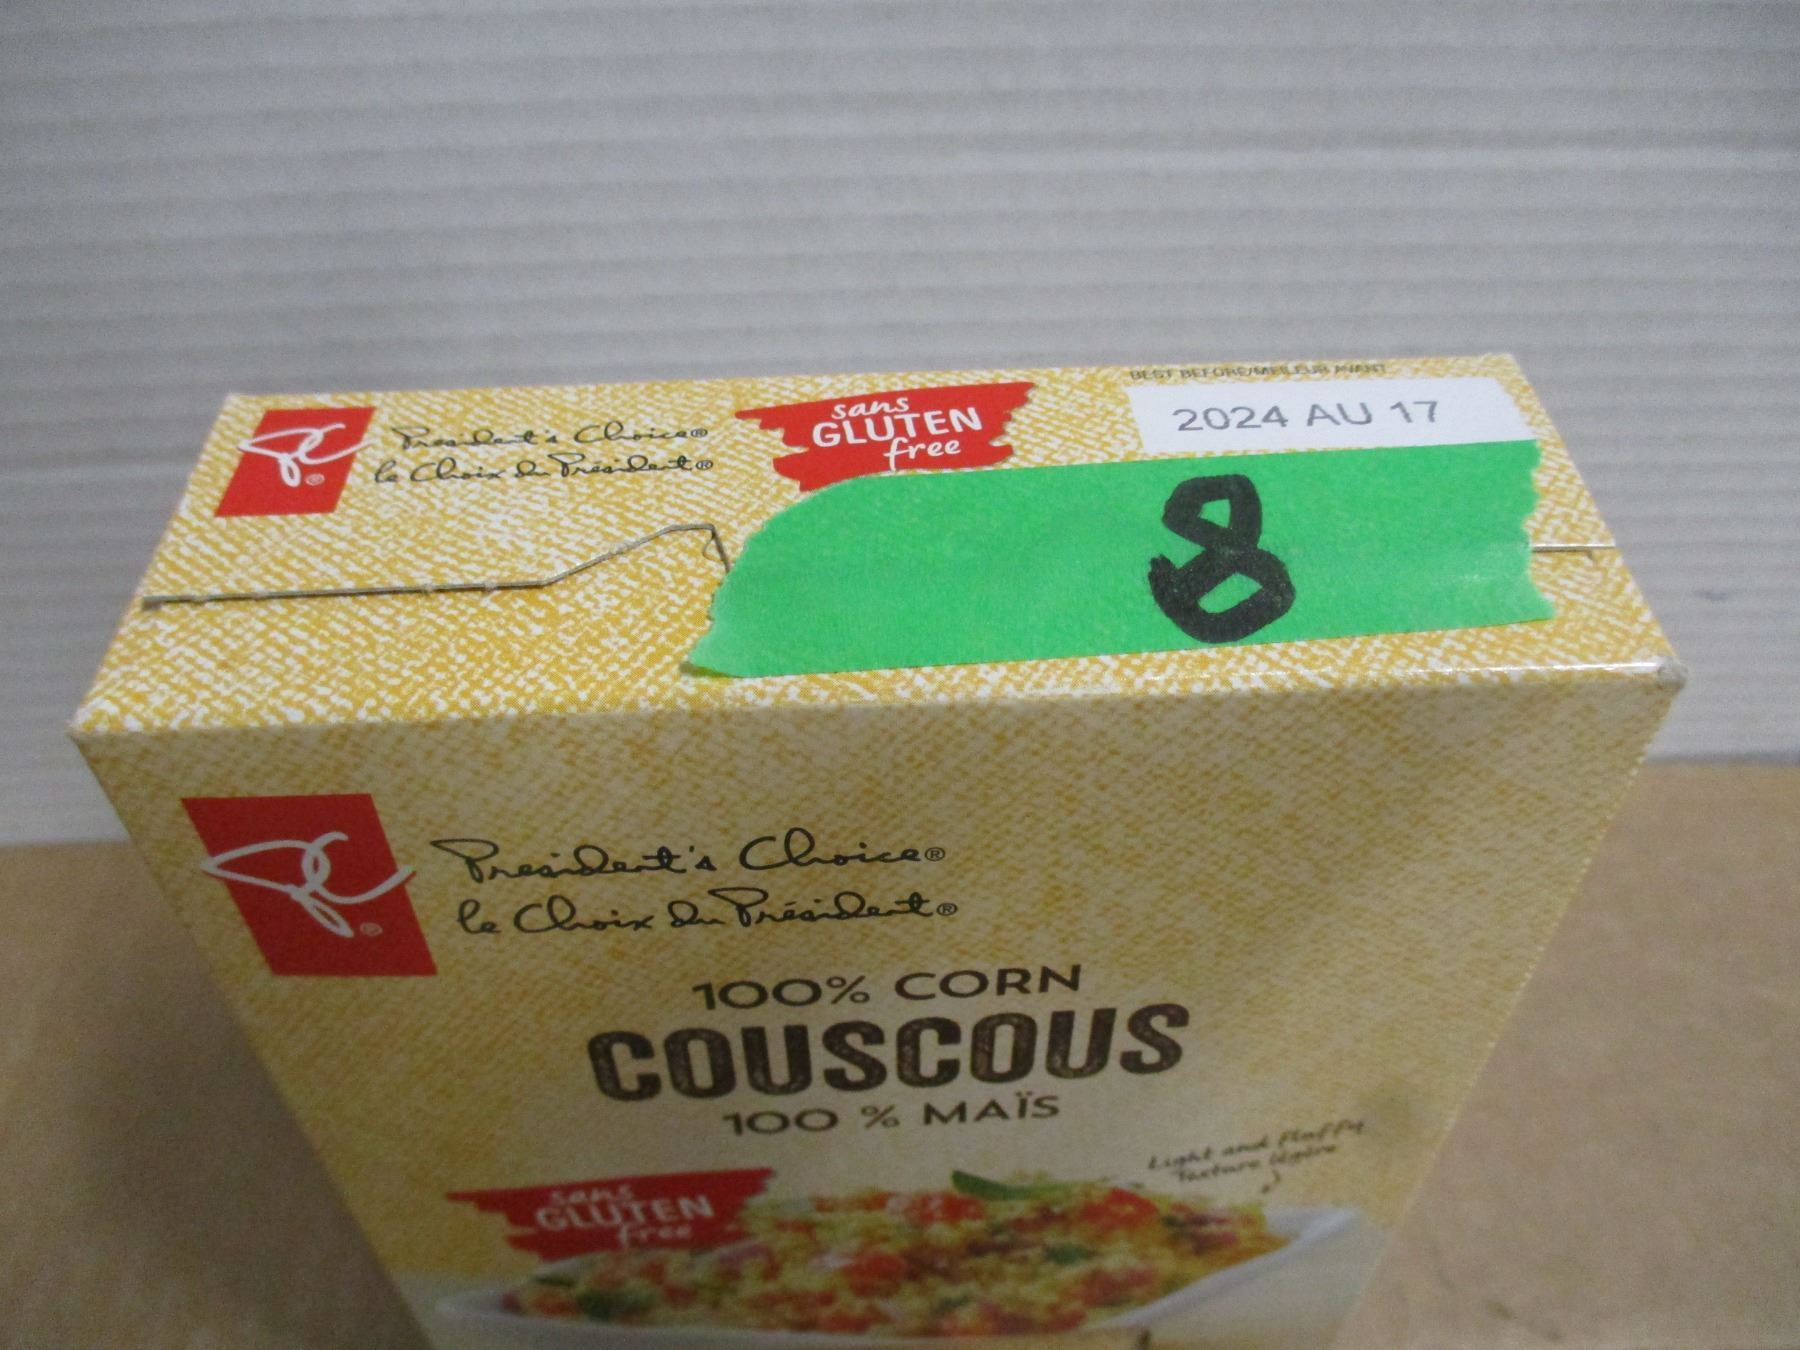 President's Choice®
le Choix du Président®
sans
GLUTEN
free
BEST BEFORE/MEILLEUR AVANT
2024 AU 17
8
President's Choice®
le Choix du Président®
100% CORN
COUSCOUS
100 % MAÏS
Light and Fluffy
Texture légère
sans
GLUTEN
free